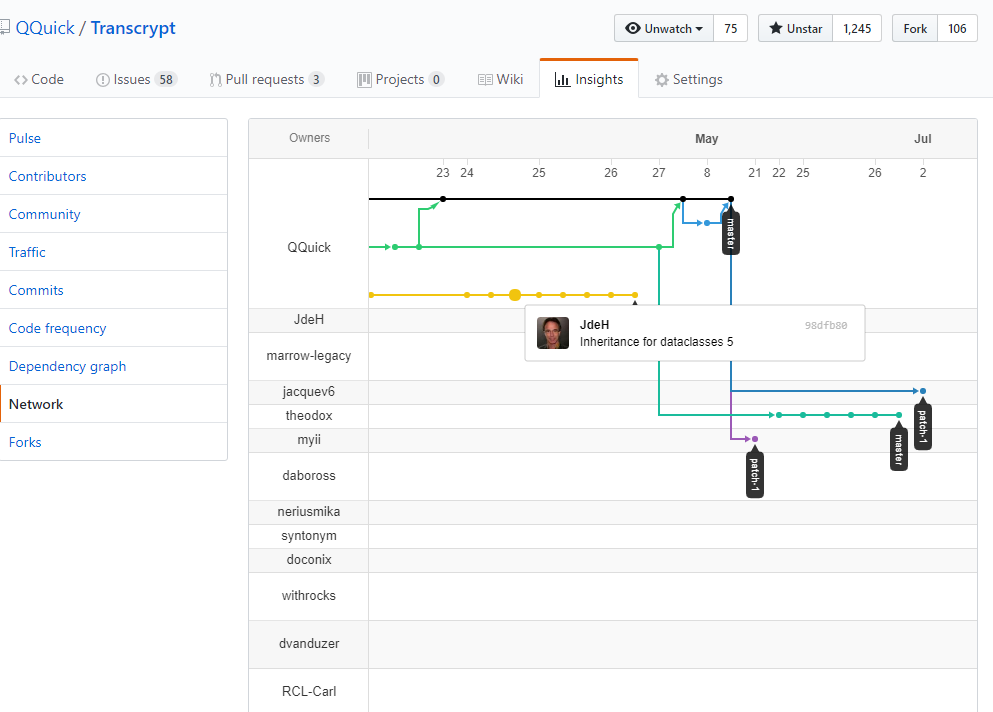 QQuick / Transcrypt
Unwatch 75 Unstar 1,245 Fork 106
Code Issues 58 Pull requests 3 Projects 0 Wiki Insights Settings
Pulse
Contributors
Community
Traffic
Commits
Code frequency
Dependency graph
Network
Forks
Owners May Jul
23 24 25 26 27 8 21 22 25 26 2
QQuick
master
JdeH
JdeH 98dfb80
Inheritance for dataclasses 5
marrow-legacy
jacquev6
patch-1
theodox
master
myii
patch-1
daboross
neriusmika
syntonym
doconix
withrocks
dvanduzer
RCL-Carl